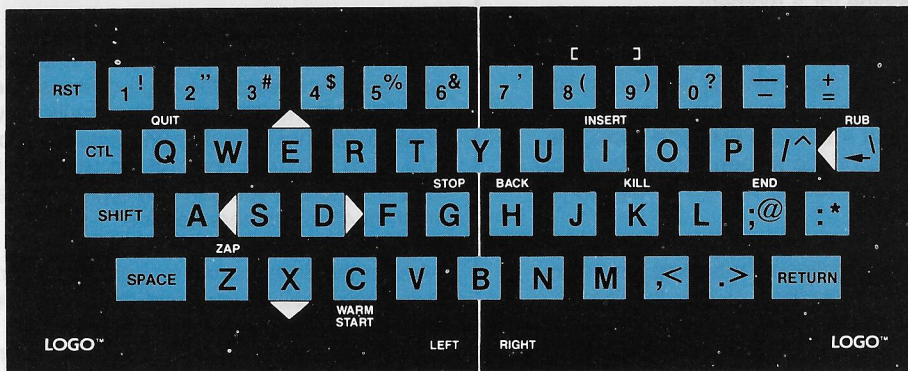 [ ]
RST 1 ! 2 " 3 # 4 $ 5 % 6 & 7 ' 8 ( 9 ) 0 ? — – + =
QUIT INSERT RUB
CTL Q W E R T Y U I O P / ^ \
STOP BACK KILL END
SHIFT A S D F G H J K L ; @ : *
ZAP
SPACE Z X C V B N M , < . > RETURN
WARM
START
LOGO™ LEFT RIGHT LOGO™